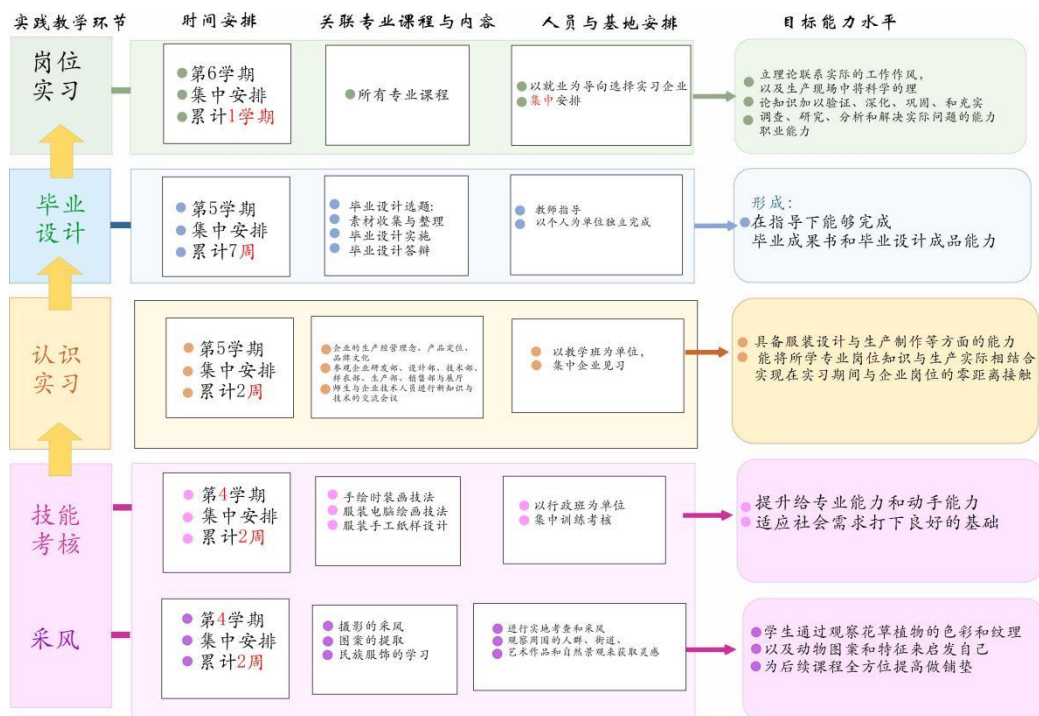 实践教学环节 时间安排 关联专业课程与内容 人员与基地安排 目标能力水平
岗位
实习
第6学期
集中安排
累计1学期
所有专业课程
以就业为导向选择实习企业
集中安排
立理论联系实际的工作作风，
以及生产现场中将科学的理
论知识加以验证、深化、巩固、和充实
调查、研究、分析和解决实际问题的能力
职业能力
毕业
设计
第5学期
集中安排
累计7周
毕业设计选题:
素材收集与整理
毕业设计实施
毕业设计答辩
教师指导
以个人为单位独立完成
形成:
在指导下能够完成
毕业成果书和毕业设计成品能力
认识
实习
第5学期
集中安排
累计2周
企业的生产经营理念、产品定位、
品牌文化
参观企业研发部、设计部、技术部、
样衣部、生产部、销售部与展厅
师生与企业技术人员进行新知识与
技术的交流会议
以教学班为单位，
集中企业见习
具备服装设计与生产制作等方面的能力
能将所学专业岗位知识与生产实际相结合
实现在实习期间与企业岗位的零距离接触
技能
考核
第4学期
集中安排
累计2周
手绘时装画技法
服装电脑绘画技法
服装手工纸样设计
以行政班为单位
集中训练考核
提升给专业能力和动手能力
适应社会需求打下良好的基础
采风
第4学期
集中安排
累计2周
摄影的采风
图案的提取
民族服饰的学习
进行实地考查和采风
观察周围的人群、街道、
艺术作品和自然景观来获取灵感
学生通过观察花草植物的色彩和纹理
以及动物图案和特征来启发自己
为后续课程全方位提高做铺垫